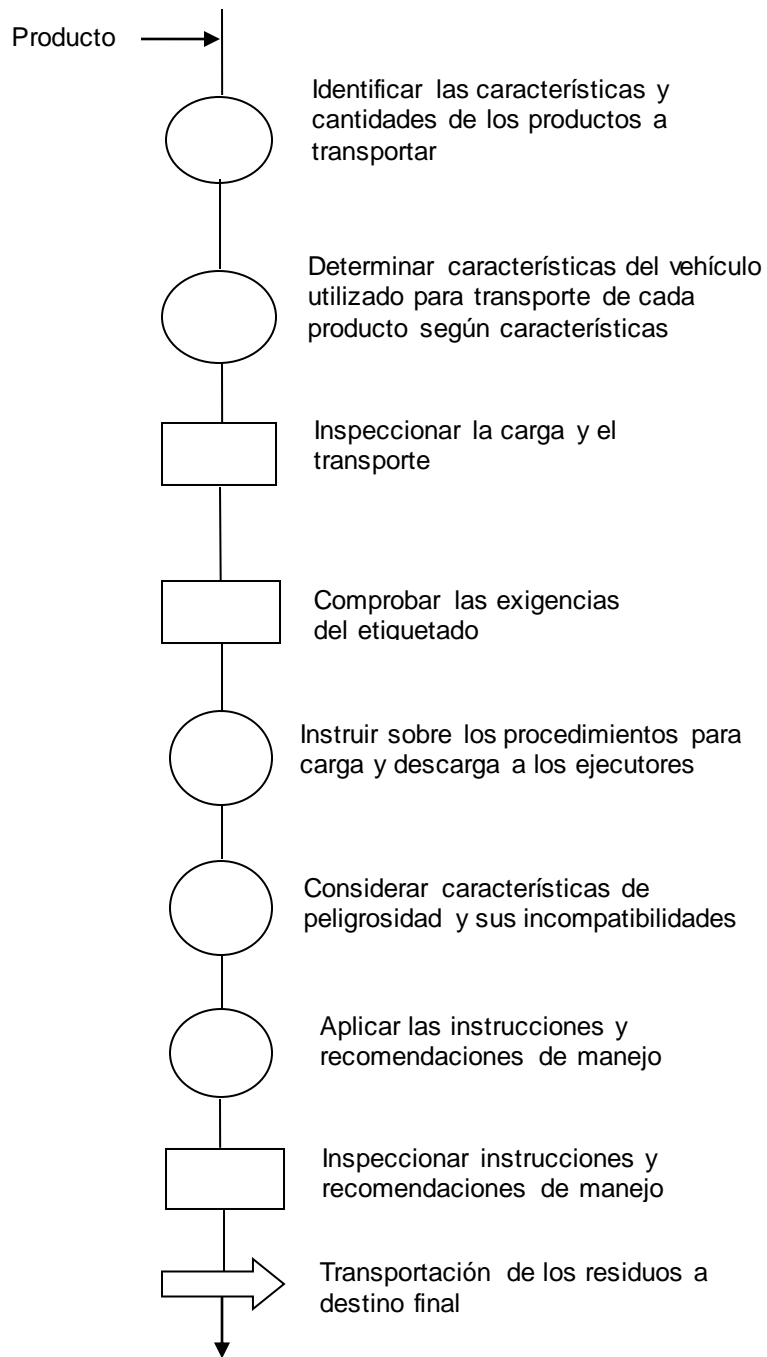 Producto
Identificar las características y
cantidades de los productos a
transportar
Determinar características del vehículo
utilizado para transporte de cada
producto según características
Inspeccionar la carga y el
transporte
Comprobar las exigencias
del etiquetado
Instruir sobre los procedimientos para
carga y descarga a los ejecutores
Considerar características de
peligrosidad y sus incompatibilidades
Aplicar las instrucciones y
recomendaciones de manejo
Inspeccionar instrucciones y
recomendaciones de manejo
Transportación de los residuos a
destino final